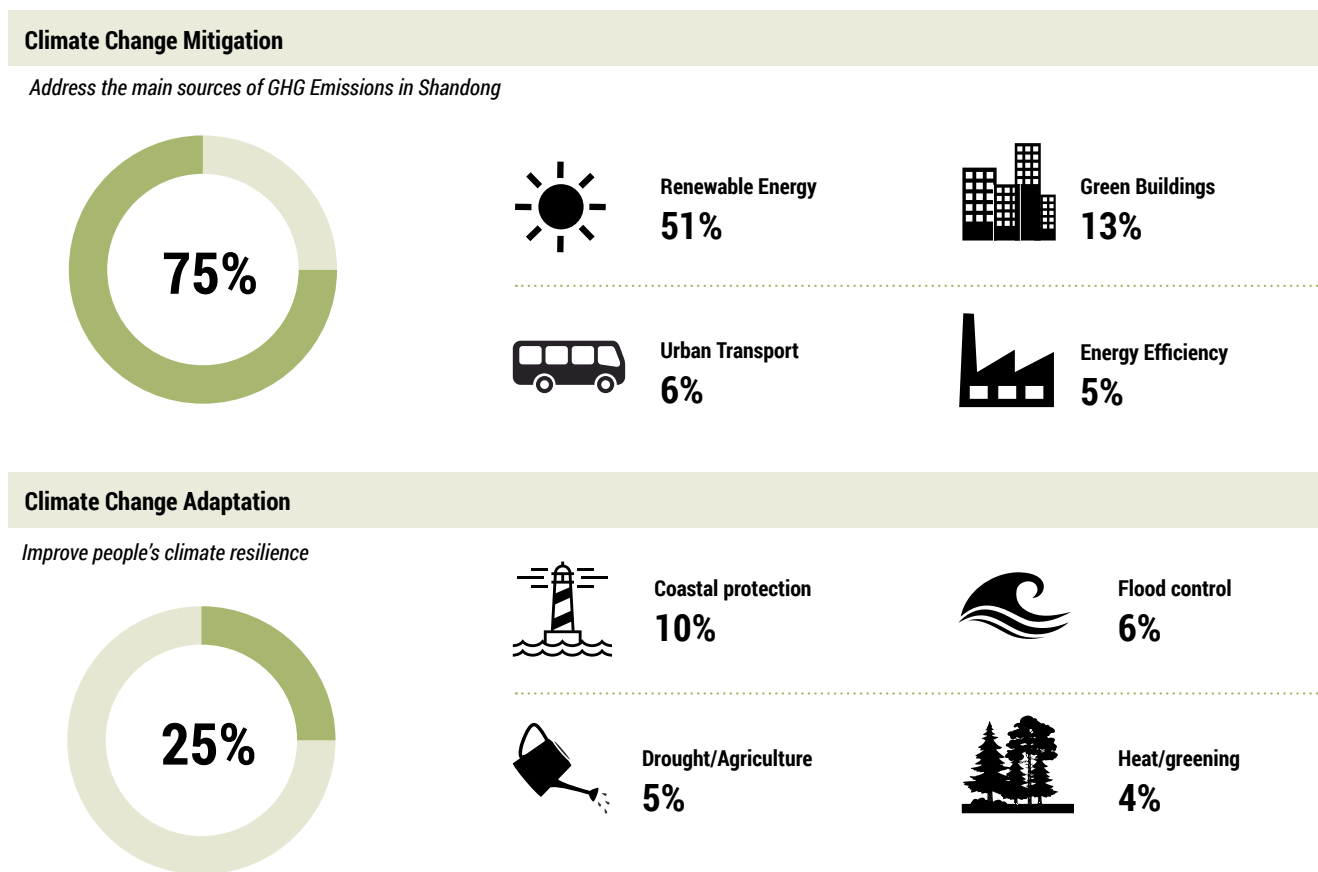 Climate Change Mitigation
Address the main sources of GHG Emissions in Shandong
75%
Renewable Energy
51%
Green Buildings
13%
Urban Transport
6%
Energy Efficiency
5%
Climate Change Adaptation
Improve people’s climate resilience
25%
Coastal protection
10%
Flood control
6%
Drought/Agriculture
5%
Heat/greening
4%